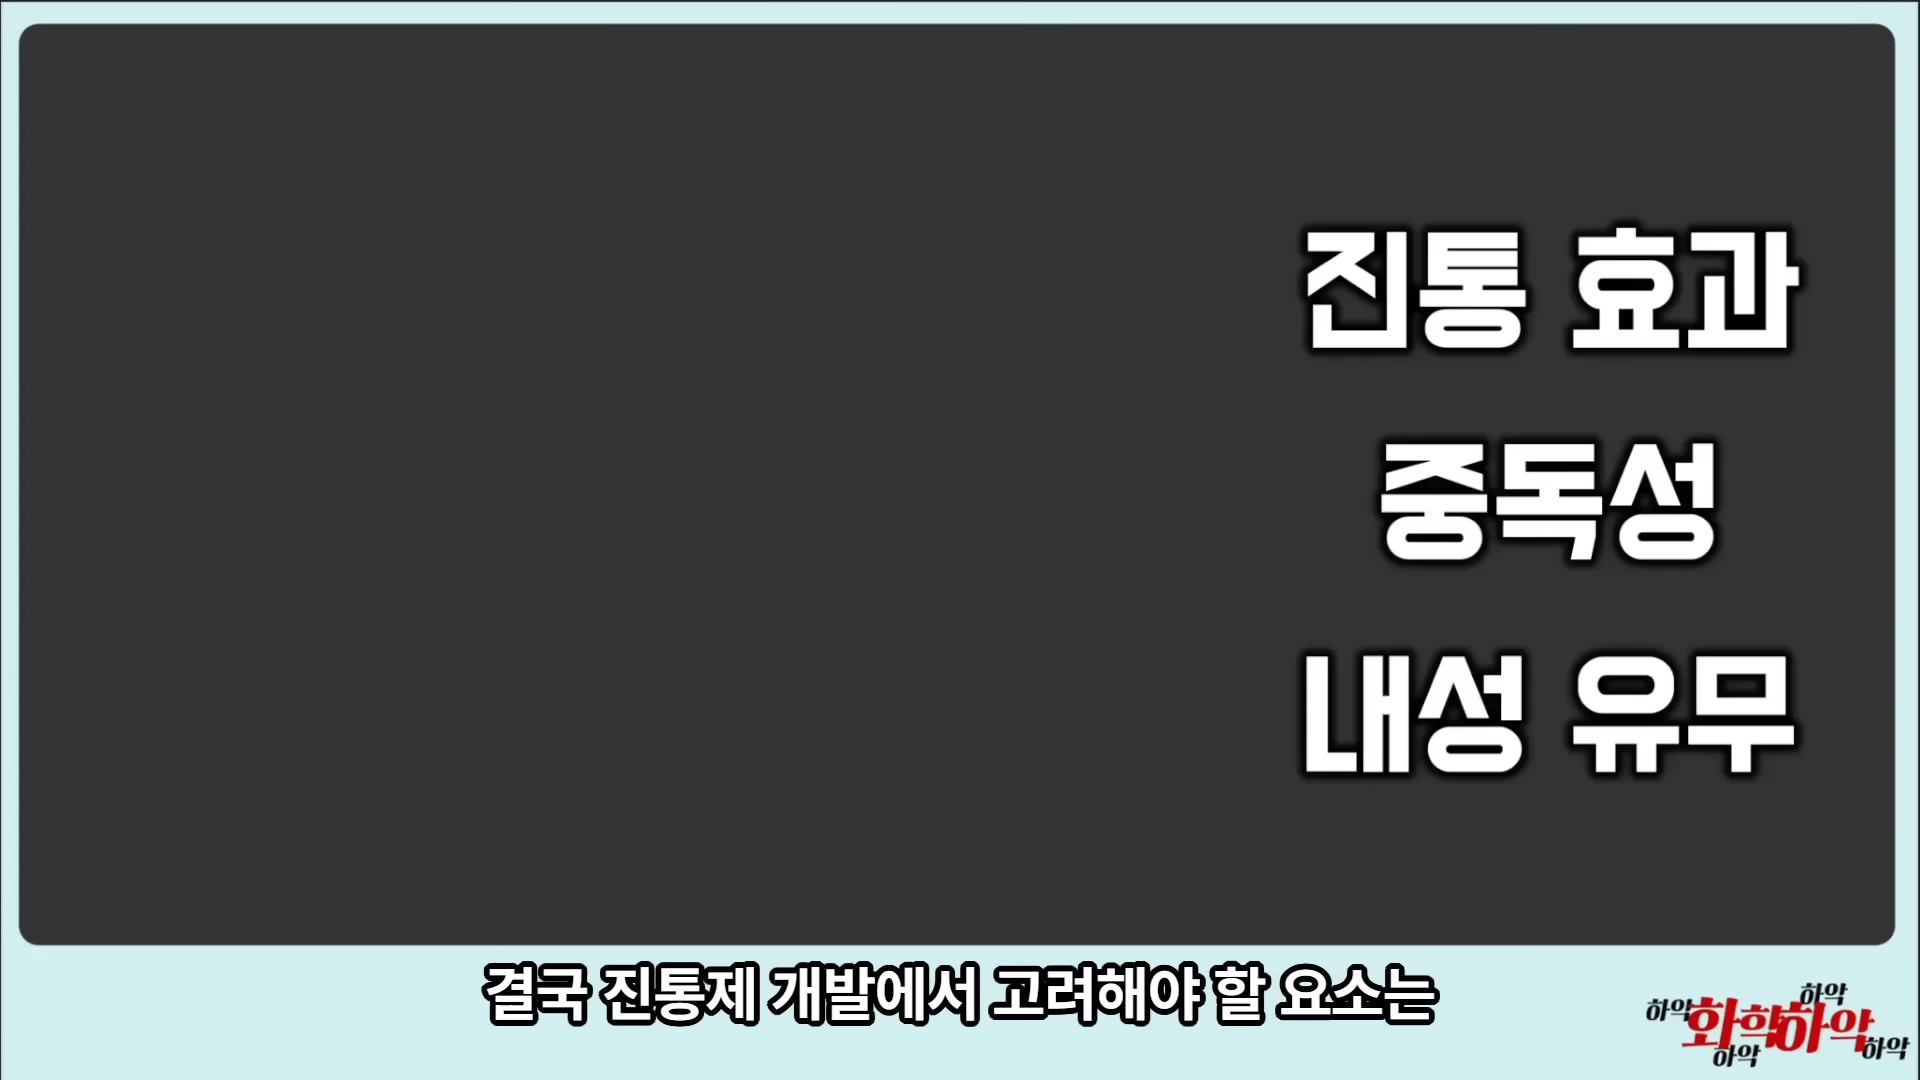 진통 효과
중독성
내성 유무
결국 진통제 개발에서 고려해야 할 요소는
하악
하악
화학하악
하악
하악